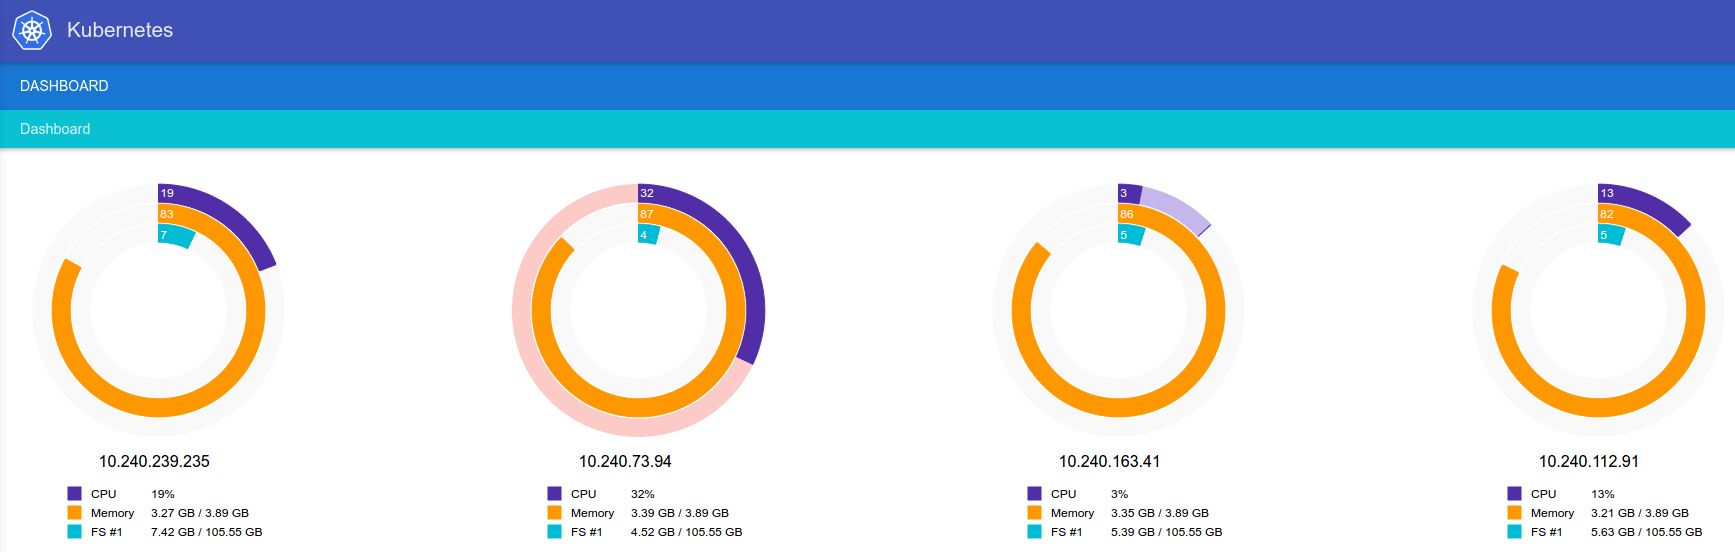 Kubernetes
DASHBOARD
Dashboard
19
83
7
10.240.239.235
CPU 19%
Memory 3.27 GB / 3.89 GB
FS #1 7.42 GB / 105.55 GB
32
87
4
10.240.73.94
CPU 32%
Memory 3.39 GB / 3.89 GB
FS #1 4.52 GB / 105.55 GB
3
86
5
10.240.163.41
CPU 3%
Memory 3.35 GB / 3.89 GB
FS #1 5.39 GB / 105.55 GB
13
82
5
10.240.112.91
CPU 13%
Memory 3.21 GB / 3.89 GB
FS #1 5.63 GB / 105.55 GB